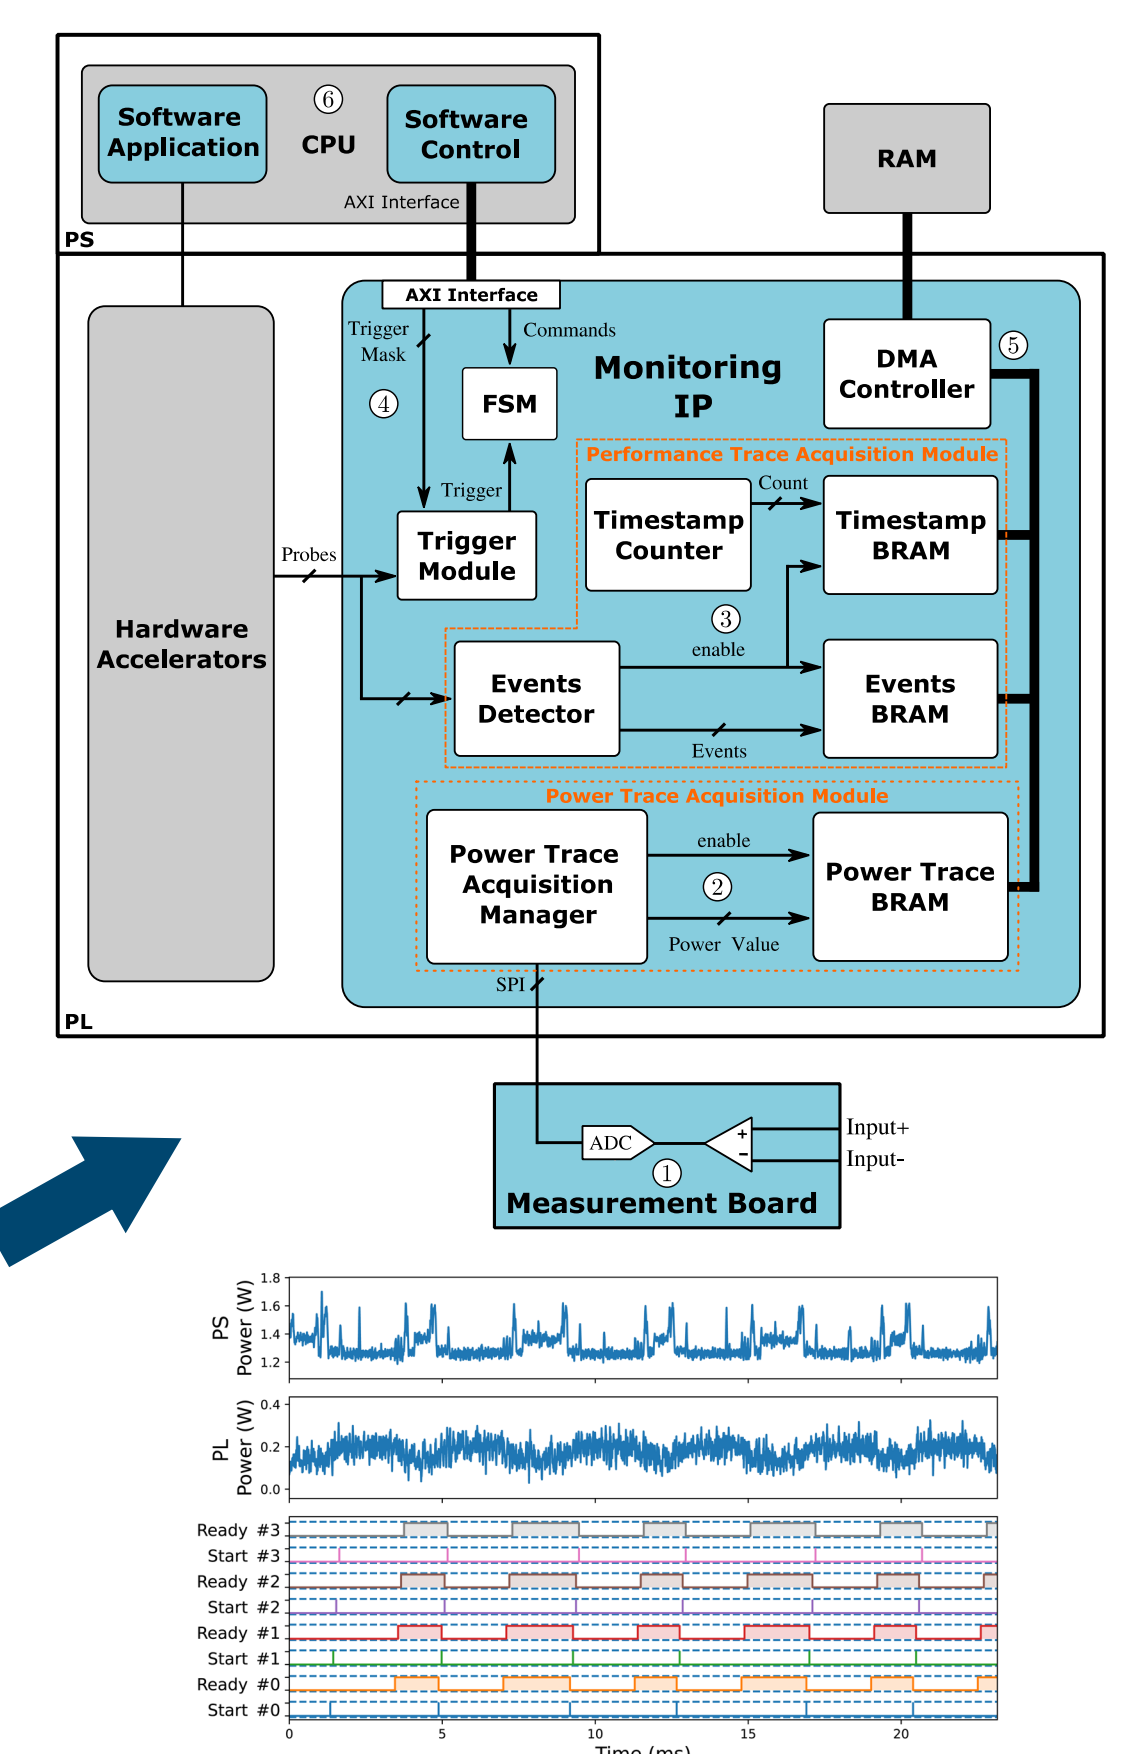 6
Software
Application
CPU
Software
Control
AXI Interface
PS
RAM
AXI Interface
Trigger
Mask
Commands
4
FSM
Monitoring
IP
DMA
Controller
5
Performance Trace Acquisition Module
Trigger
Count
Timestamp
Counter
Timestamp
BRAM
Probes
Trigger
Module
3
enable
Hardware
Accelerators
Events
Detector
Events
BRAM
Events
Power Trace Acquisition Module
enable
Power Trace
Acquisition
Manager
2
Power Trace
BRAM
Power Value
SPI
PL
ADC
+
−
Input+
Input-
1
Measurement Board
PS
Power (W)
1.8
1.6
1.4
1.2
PL
Power (W)
0.4
0.2
0.0
Ready #3
Start #3
Ready #2
Start #2
Ready #1
Start #1
Ready #0
Start #0
0 5 10 15 20
Time (ms)